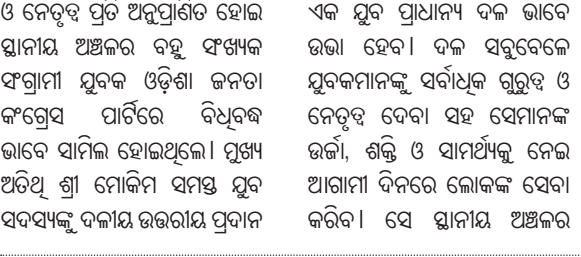 ଓ ନେତୃତ୍ୱ ପ୍ରତି ଅନୁପ୍ରାଣିତ ହୋଇ
ସ୍ଥାନୀୟ ଅଞ୍ଚଳର ବହୁ ସଂଖ୍ୟକ
ସଂଗ୍ରାମୀ ଯୁବକ ଓଡ଼ିଶା ଜନତା
କଂଗ୍ରେସ ପାର୍ଟିରେ ବିଧିବଦ୍ଧ
ଭାବେ ସାମିଲ ହୋଇଥିଲେ। ମୁଖ୍ୟ
ଅତିଥି ଶ୍ରୀ ମୋକିମ ସମସ୍ତ ଯୁବ
ସଦସ୍ୟଙ୍କୁ ଦଳୀୟ ଉତ୍ତରୀୟ ପ୍ରଦାନ
ଏକ ଯୁବ ପ୍ରାଧାନ୍ୟ ଦଳ ଭାବେ
ଉଭା ହେବ। ଦଳ ସବୁବେଳେ
ଯୁବକମାନଙ୍କୁ ସର୍ବାଧିକ ଗୁରୁତ୍ୱ ଓ
ନେତୃତ୍ୱ ଦେବା ସହ ସେମାନଙ୍କ
ଉର୍ଜା, ଶକ୍ତି ଓ ସାମର୍ଥ୍ୟକୁ ନେଇ
ଆଗାମୀ ଦିନରେ ଲୋକଙ୍କ ସେବା
କରିବ। ସେ ସ୍ଥାନୀୟ ଅଞ୍ଚଳର